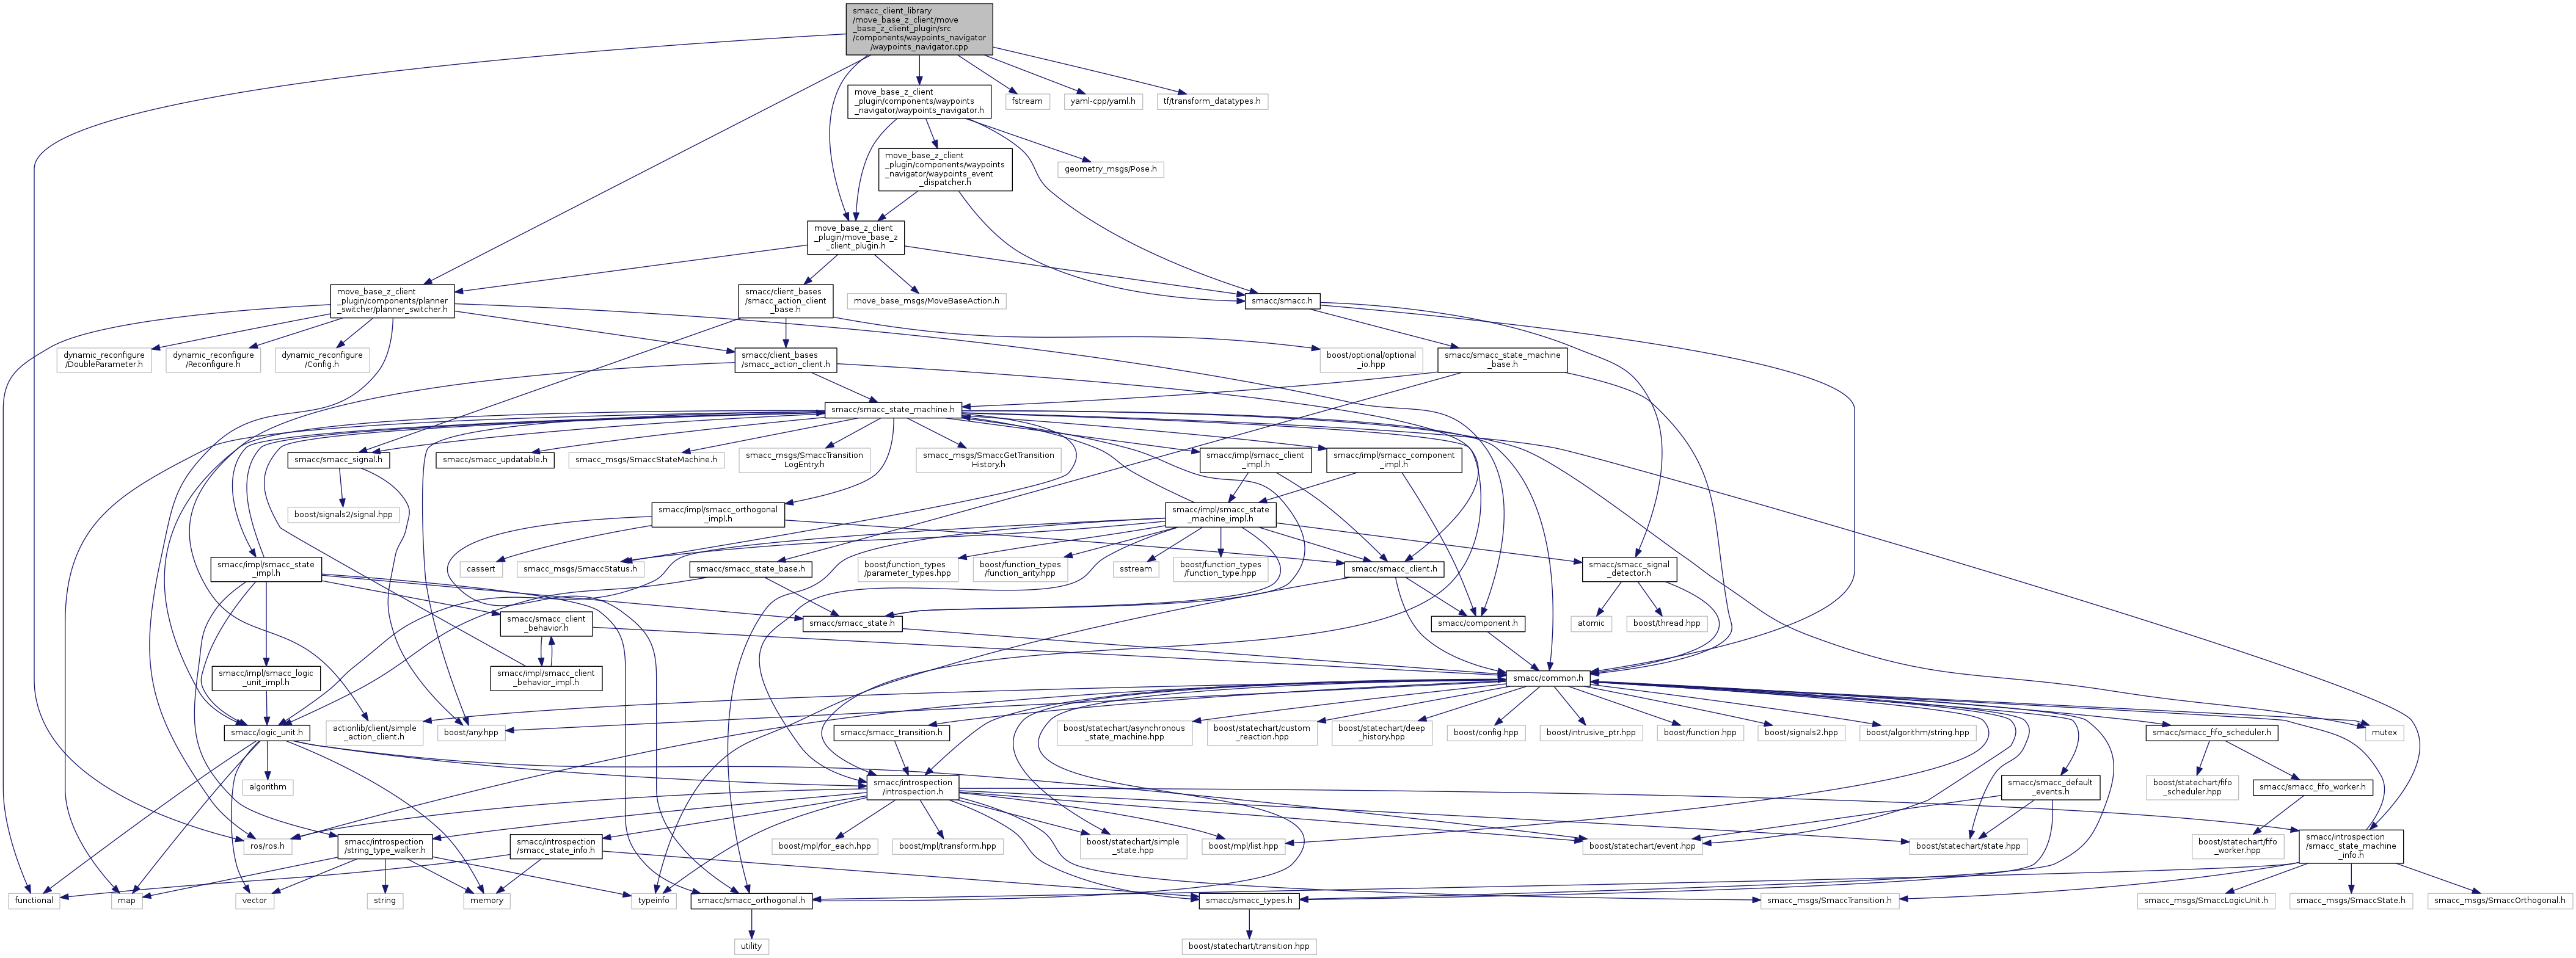 smacc_client_library
/move_base_z_client/move
_base_z_client_plugin/src
/components/waypoints_navigator
/waypoints_navigator.cpp
move_base_z_client
_plugin/components/waypoints
_navigator/waypoints_navigator.h
fstream
yaml-cpp/yaml.h
tf/transform_datatypes.h
move_base_z_client
_plugin/components/waypoints
_navigator/waypoints_event
_dispatcher.h
geometry_msgs/Pose.h
move_base_z_client
_plugin/move_base_z
_client_plugin.h
move_base_z_client
_plugin/components/planner
_switcher/planner_switcher.h
smacc/client_bases
/smacc_action_client
_base.h
move_base_msgs/MoveBaseAction.h
smacc/smacc.h
dynamic_reconfigure
/DoubleParameter.h
dynamic_reconfigure
/Reconfigure.h
dynamic_reconfigure
/Config.h
smacc/client_bases
/smacc_action_client.h
boost/optional/optional
_io.hpp
smacc/smacc_state_machine
_base.h
smacc/smacc_state_machine.h
smacc/smacc_signal.h
smacc/smacc_updatable.h
smacc_msgs/SmaccStateMachine.h
smacc_msgs/SmaccTransition
LogEntry.h
smacc_msgs/SmaccGetTransition
History.h
smacc/impl/smacc_client
_impl.h
smacc/impl/smacc_component
_impl.h
boost/signals2/signal.hpp
smacc/impl/smacc_orthogonal
_impl.h
smacc/impl/smacc_state
_machine_impl.h
smacc/impl/smacc_state
_impl.h
cassert
smacc_msgs/SmaccStatus.h
smacc/smacc_state_base.h
boost/function_types
/parameter_types.hpp
boost/function_types
/function_arity.hpp
sstream
boost/function_types
/function_type.hpp
smacc/smacc_client.h
smacc/smacc_signal
_detector.h
smacc/smacc_client
_behavior.h
smacc/smacc_state.h
smacc/component.h
atomic
boost/thread.hpp
smacc/impl/smacc_logic
_unit_impl.h
smacc/impl/smacc_client
_behavior_impl.h
smacc/common.h
smacc/logic_unit.h
actionlib/client/simple
_action_client.h
boost/any.hpp
smacc/smacc_transition.h
boost/statechart/asynchronous
_state_machine.hpp
boost/statechart/custom
_reaction.hpp
boost/statechart/deep
_history.hpp
boost/config.hpp
boost/intrusive_ptr.hpp
boost/function.hpp
boost/signals2.hpp
boost/algorithm/string.hpp
smacc/smacc_fifo_scheduler.h
mutex
algorithm
smacc/introspection
/introspection.h
smacc/smacc_default
_events.h
boost/statechart/fifo
_scheduler.hpp
smacc/smacc_fifo_worker.h
ros/ros.h
smacc/introspection
/string_type_walker.h
smacc/introspection
/smacc_state_info.h
boost/mpl/for_each.hpp
boost/mpl/transform.hpp
boost/statechart/simple
_state.hpp
boost/mpl/list.hpp
boost/statechart/event.hpp
boost/statechart/state.hpp
boost/statechart/fifo
_worker.hpp
smacc/introspection
/smacc_state_machine
_info.h
functional
map
vector
string
memory
typeinfo
smacc/smacc_orthogonal.h
smacc/smacc_types.h
smacc_msgs/SmaccTransition.h
smacc_msgs/SmaccLogicUnit.h
smacc_msgs/SmaccState.h
smacc_msgs/SmaccOrthogonal.h
utility
boost/statechart/transition.hpp